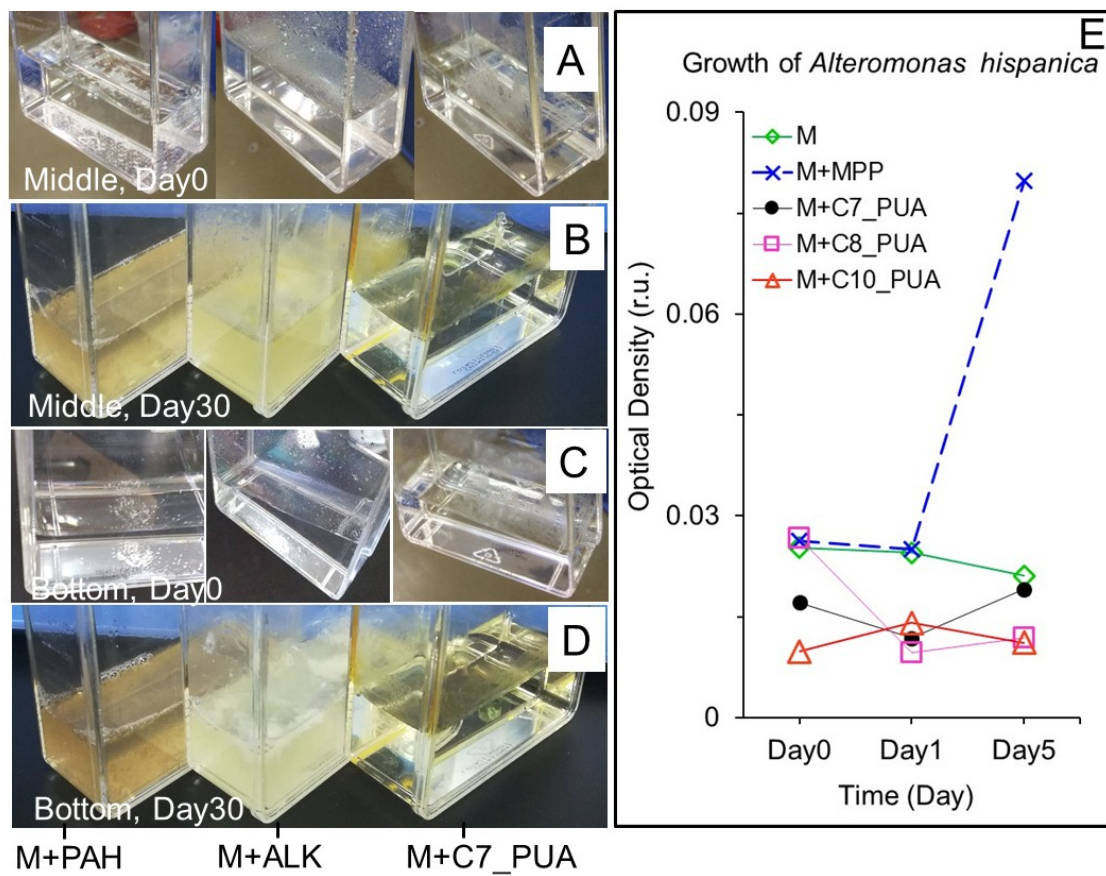 A
Middle, Day0
B
Middle, Day30
C
Bottom, Day0
D
Bottom, Day30
M+PAH
M+ALK
M+C7_PUA
E
Growth of Alteromonas hispanica
0.09
0.06
0.03
0
Optical Density (r.u.)
M
M+MPP
M+C7_PUA
M+C8_PUA
M+C10_PUA
Day0
Day1
Day5
Time (Day)